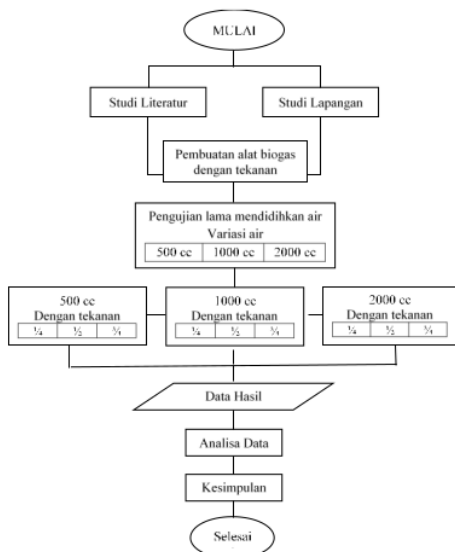 MULAI
Studi Literatur
Studi Lapangan
Pembuatan alat biogas
dengan tekanan
Pengujian lama mendidihkan air
Variasi air
500 cc 1000 cc 2000 cc
500 cc
Dengan tekanan
¼ ½ ¾
1000 cc
Dengan tekanan
¼ ½ ¾
2000 cc
Dengan tekanan
¼ ½ ¾
Data Hasil
Analisa Data
Kesimpulan
Selesai